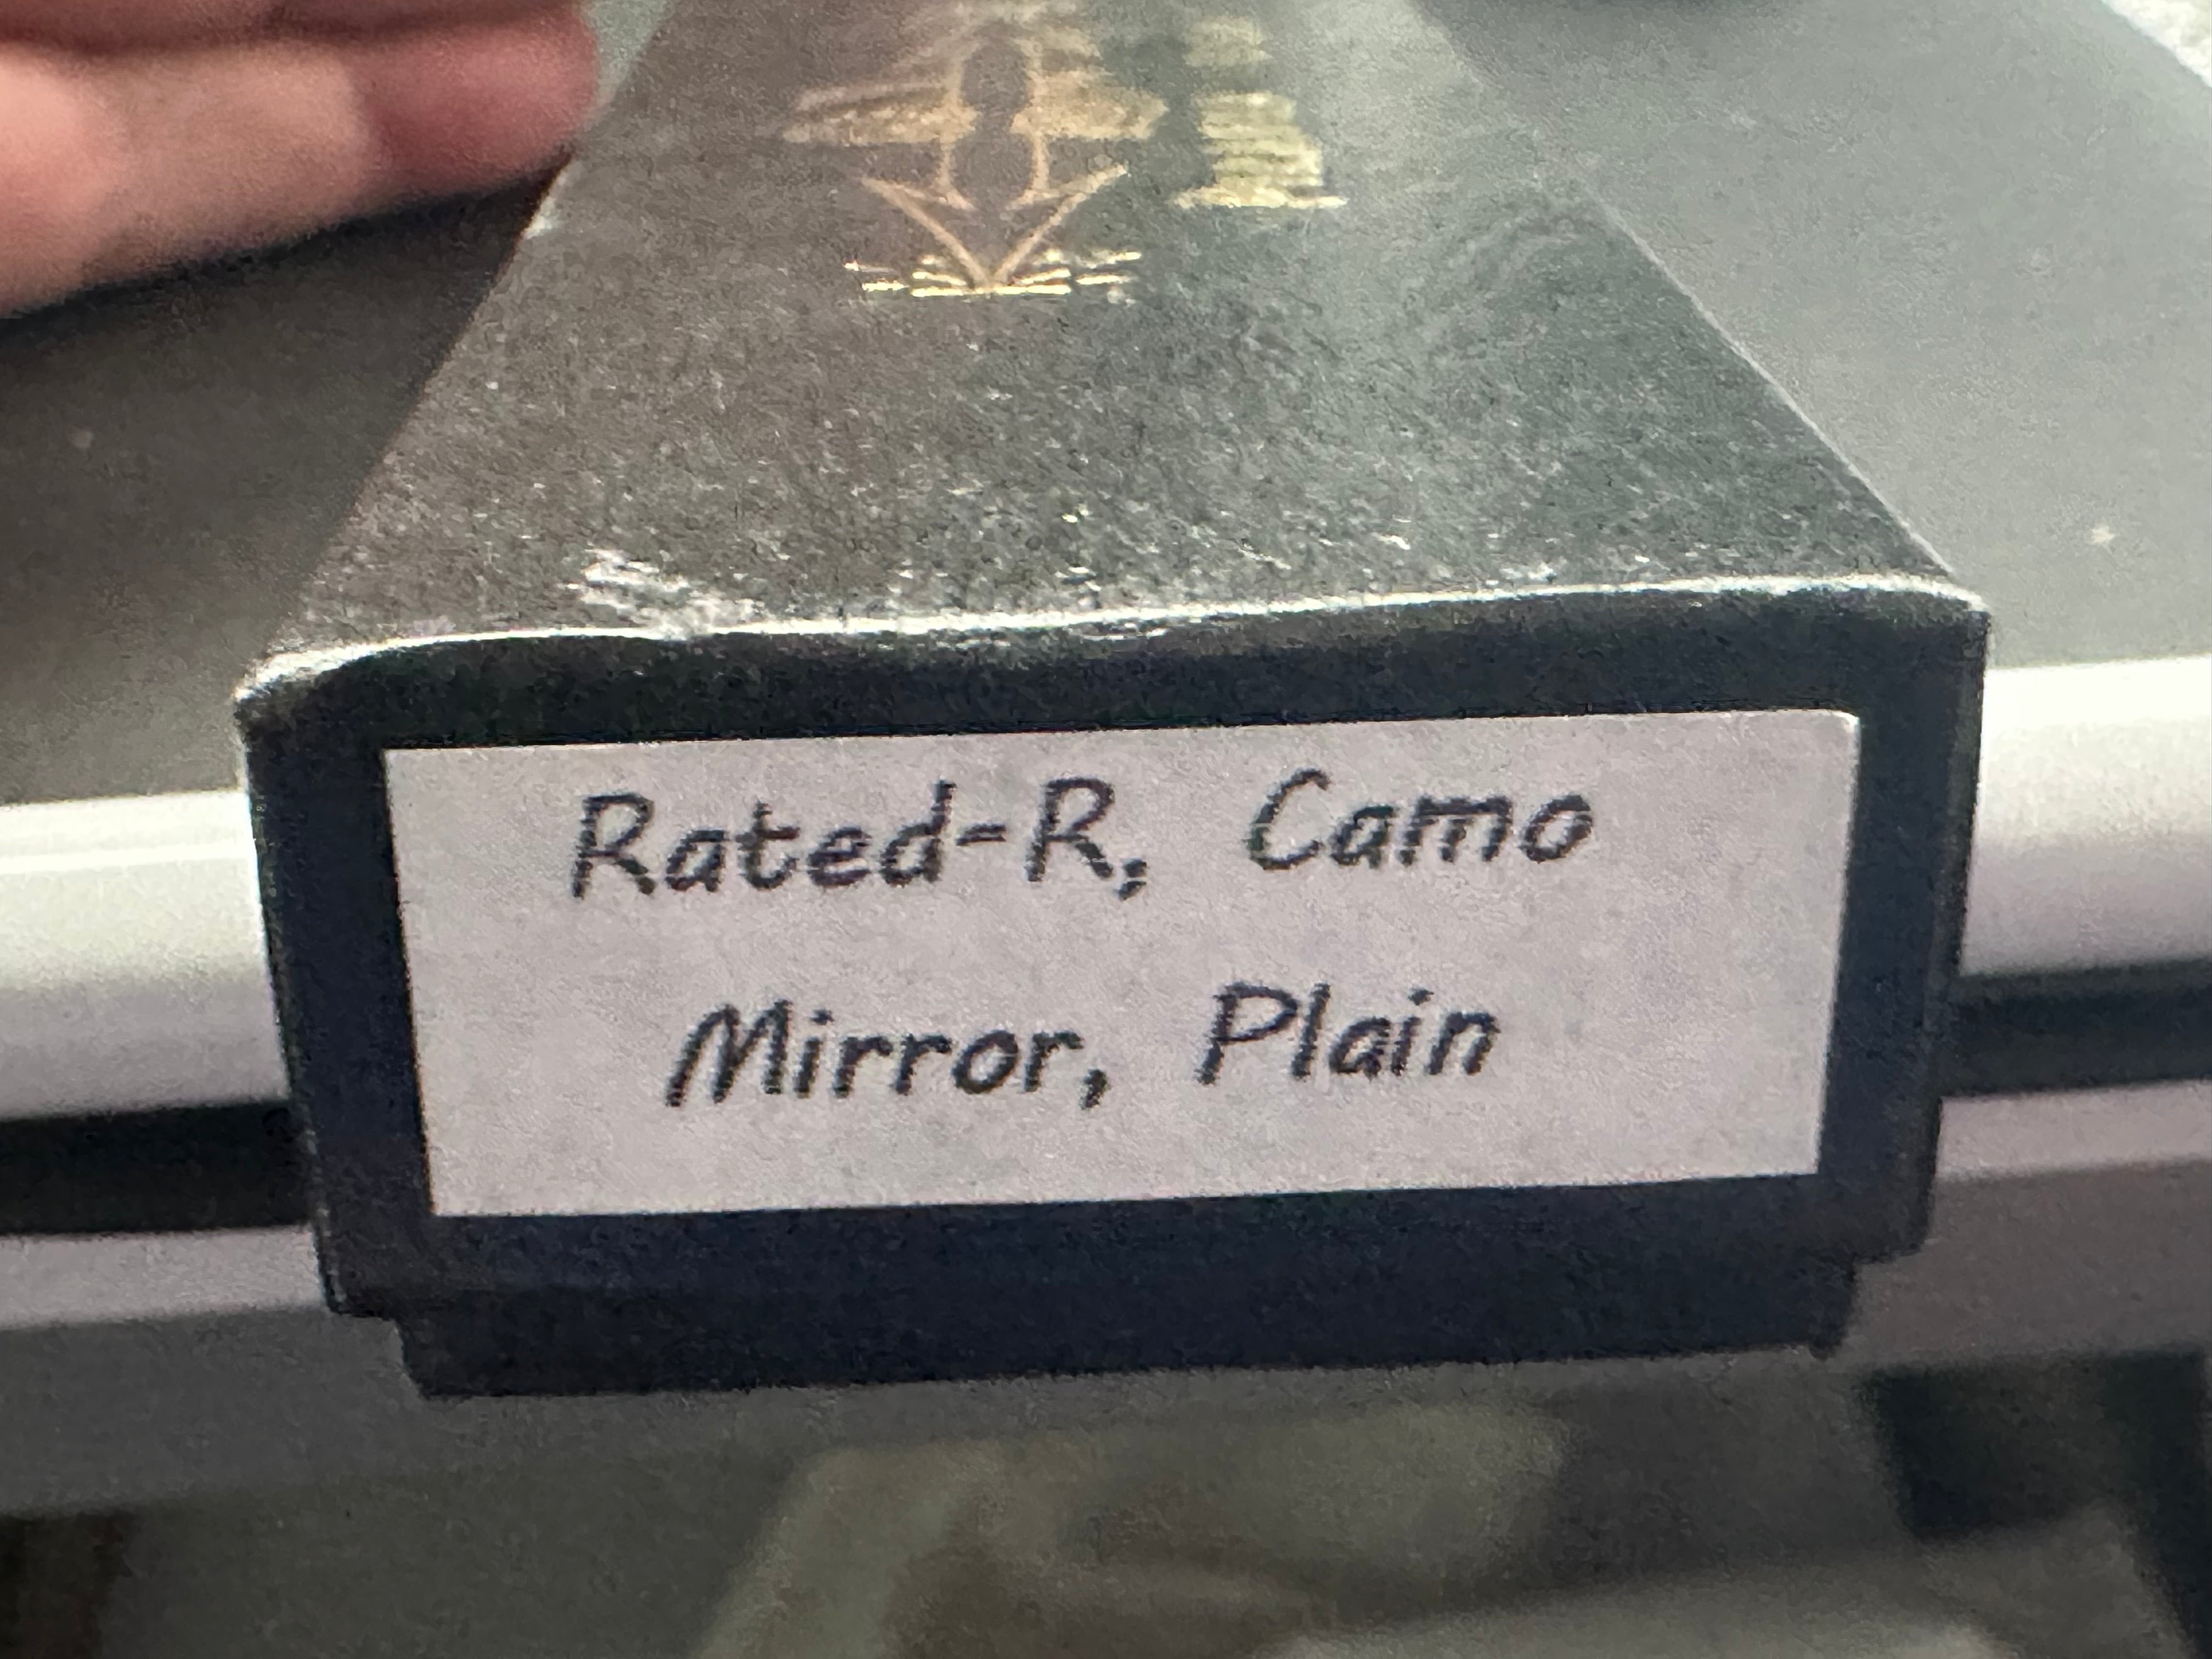 Rated-R, Camo
Mirror, Plain